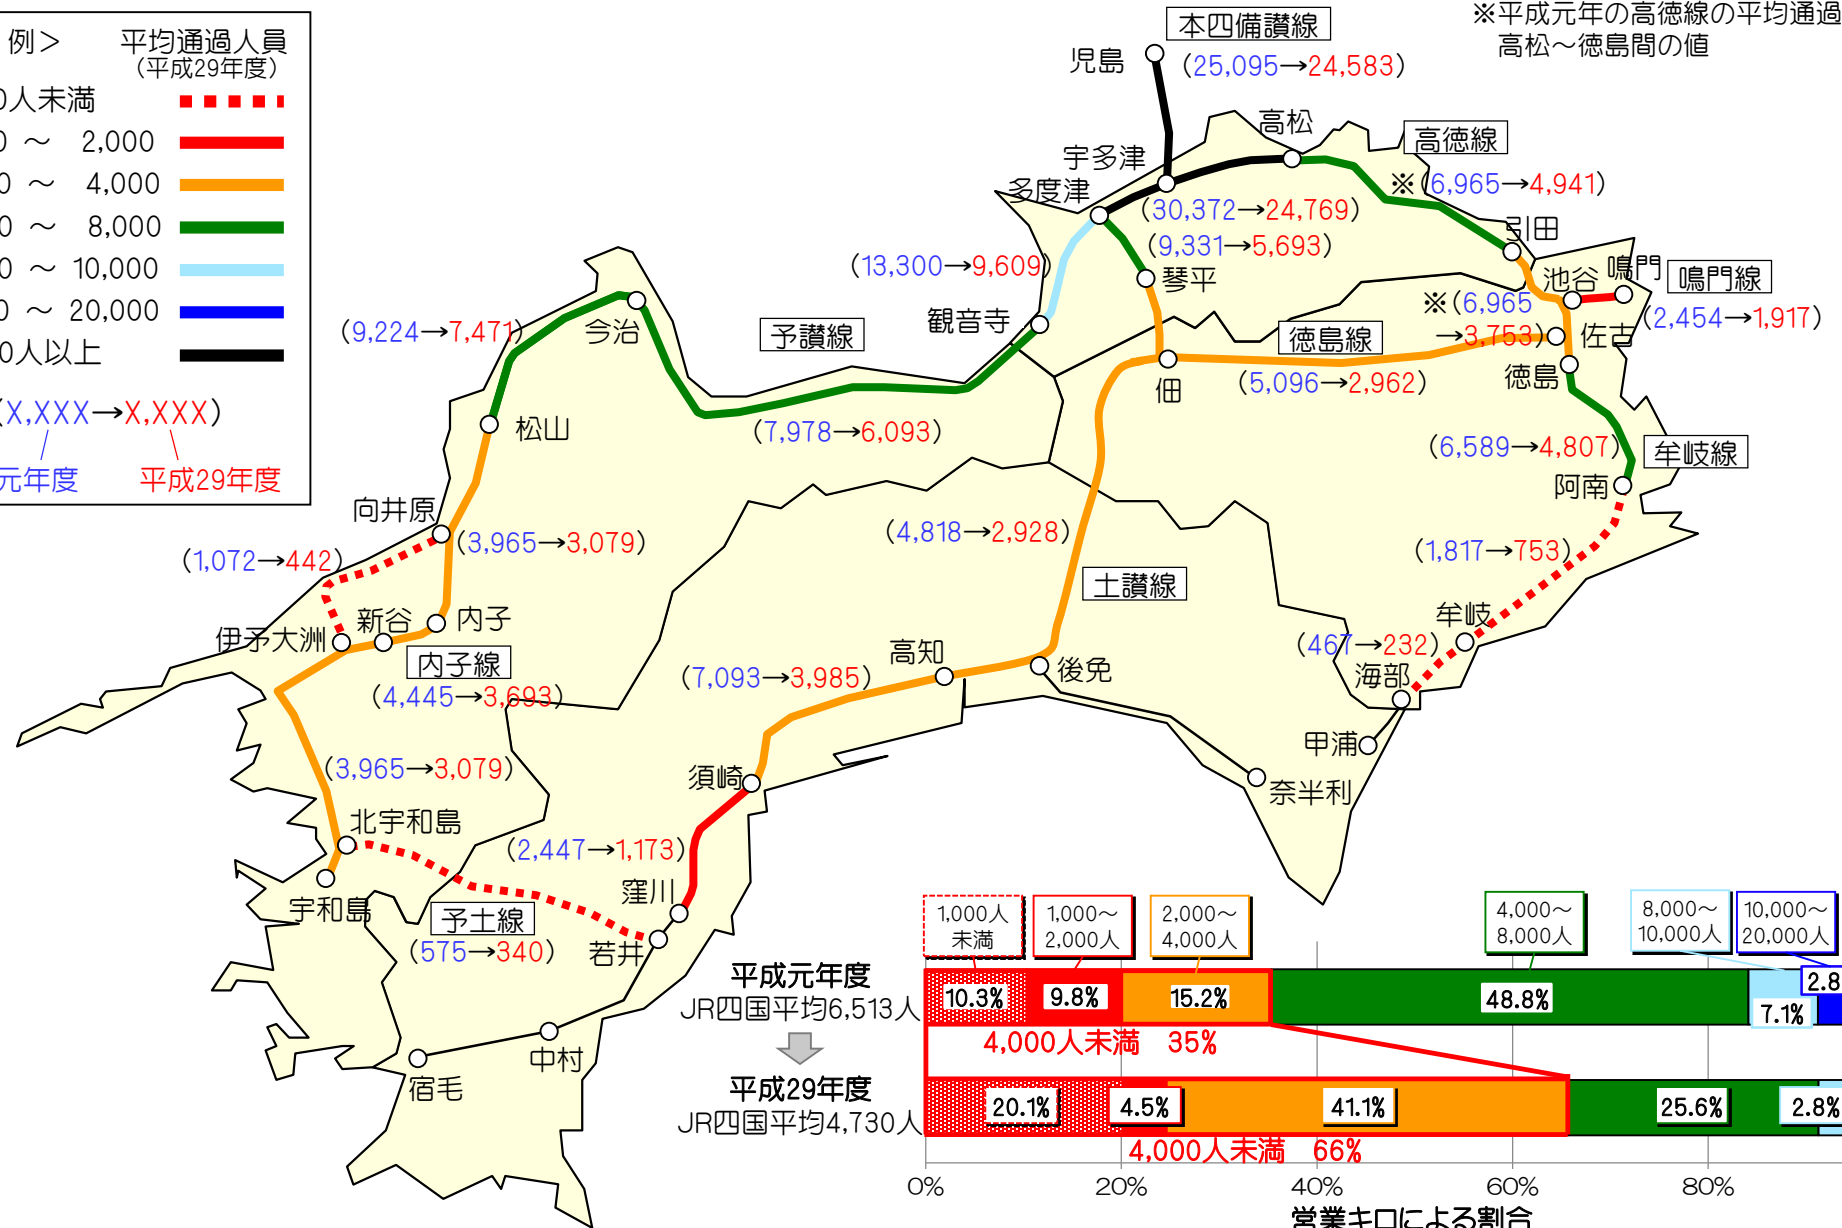 例＞　平均通過人員
（平成29年度）
0人未満
0 ～ 2,000
0 ～ 4,000
0 ～ 8,000
0 ～ 10,000
0 ～ 20,000
0人以上
(X,XXX→X,XXX)
元年度　平成29年度
※平成元年の高徳線の平均通過
高松～徳島間の値
本四備讃線
児島
(25,095→24,583)
高松
高徳線
宇多津
多度津
※(6,965→4,941)
(30,372→24,769)
引田
(9,331→5,693)
(13,300→9,609)
琴平
池谷
鳴門
鳴門線
※(6,965
→3,753)
(2,454→1,917)
観音寺
予讃線
徳島線
佐古
(9,224→7,471)
今治
徳島
佃
(5,096→2,962)
松山
(7,978→6,093)
(6,589→4,807)
牟岐線
阿南
向井原
(3,965→3,079)
(4,818→2,928)
(1,817→753)
(1,072→442)
土讃線
新谷
内子
牟岐
伊予大洲
内子線
高知
後免
(467→232)
海部
(7,093→3,985)
(4,445→3,693)
甲浦
(3,965→3,079)
須崎
奈半利
北宇和島
(2,447→1,173)
宇和島
窪川
予土線
(575→340)
若井
中村
宿毛
1,000人
未満
1,000～
2,000人
2,000～
4,000人
4,000～
8,000人
8,000～
10,000人
10,000～
20,000人
平成元年度
JR四国平均6,513人
10.3%
9.8%
15.2%
48.8%
7.1%
2.8
4,000人未満　35%
平成29年度
JR四国平均4,730人
20.1%
4.5%
41.1%
25.6%
2.8%
4,000人未満　66%
0%
20%
40%
60%
80%
営業キロによる割合